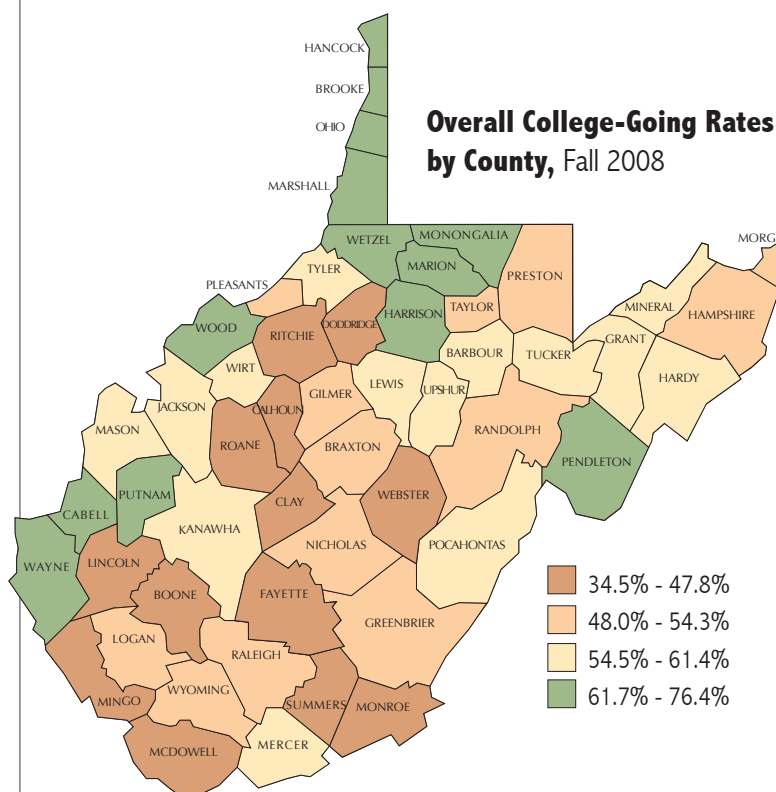 HANCOCK
BROOKE
OHIO
Overall College-Going Rates
by County, Fall 2008
MARSHALL
WETZEL
MONONGALIA
MARION
MORG
TYLER
PRESTON
PLEASANTS
MINERAL
HAMPSHIRE
WOOD
RITCHIE
DODDRIDGE
HARRISON
TAYLOR
GRANT
BARBOUR
TUCKER
WIRT
LEWIS
UPSHUR
HARDY
JACKSON
CALHOUN
GILMER
MASON
ROANE
BRAXTON
RANDOLPH
PENDLETON
PUTNAM
CLAY
WEBSTER
CABELL
KANAWHA
NICHOLAS
POCAHONTAS
WAYNE
LINCOLN
BOONE
FAYETTE
34.5% - 47.8%
48.0% - 54.3%
54.5% - 61.4%
61.7% - 76.4%
GREENBRIER
LOGAN
RALEIGH
WYOMING
MINGO
SUMMERS
MONROE
MERCER
MCDOWELL